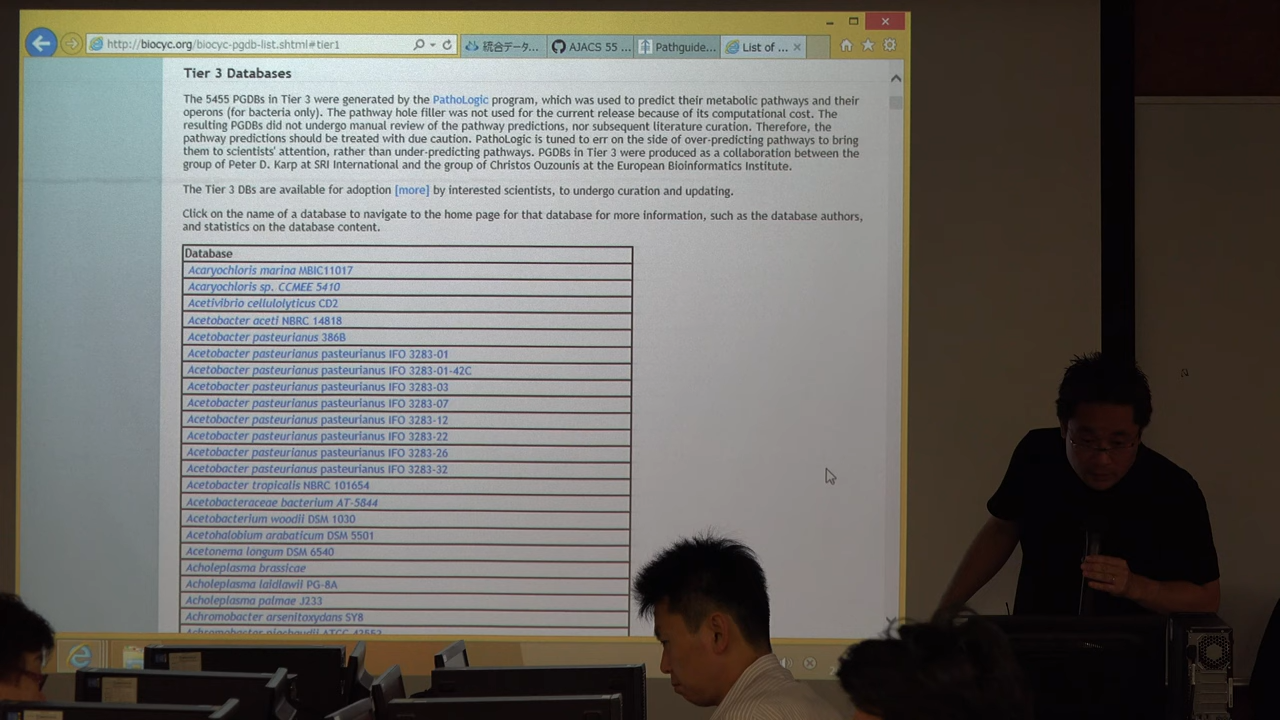 http://biocyc.org/biocyc-pgdb-list.shtml#tier1
統合データ...
AJACS 55 ...
Pathguide...
List of ...
Tier 3 Databases
The 5455 PGDBs in Tier 3 were generated by the PathoLogic program, which was used to predict their metabolic pathways and their
operons (for bacteria only). The pathway hole filler was not used for the current release because of its computational cost. The
resulting PGDBs did not undergo manual review of the pathway predictions, nor subsequent literature curation. Therefore, the
pathway predictions should be treated with due caution. PathoLogic is tuned to err on the side of over-predicting pathways to bring
them to scientists' attention, rather than under-predicting pathways. PGDBs in Tier 3 were produced as a collaboration between the
group of Peter D. Karp at SRI International and the group of Christos Ouzounis at the European Bioinformatics Institute.
The Tier 3 DBs are available for adoption [more] by interested scientists, to undergo curation and updating.
Click on the name of a database to navigate to the home page for that database for more information, such as the database authors,
and statistics on the database content.
Database
Acaryochloris marina MBIC11017
Acaryochloris sp. CCMEE 5410
Acetivibrio cellulolyticus CD2
Acetobacter aceti NBRC 14818
Acetobacter pasteurianus 386B
Acetobacter pasteurianus pasteurianus IFO 3283-01
Acetobacter pasteurianus pasteurianus IFO 3283-01-42C
Acetobacter pasteurianus pasteurianus IFO 3283-03
Acetobacter pasteurianus pasteurianus IFO 3283-07
Acetobacter pasteurianus pasteurianus IFO 3283-12
Acetobacter pasteurianus pasteurianus IFO 3283-22
Acetobacter pasteurianus pasteurianus IFO 3283-26
Acetobacter pasteurianus pasteurianus IFO 3283-32
Acetobacter tropicalis NBRC 101654
Acetobacteraceae bacterium AT-5844
Acetobacterium woodii DSM 1030
Acetohalobium arabaticum DSM 5501
Acetonema longum DSM 6540
Acholeplasma brassicae
Acholeplasma laidlawii PG-8A
Acholeplasma palmae J233
Achromobacter arsenitoxydans SY8
Achromobacter piechaudii ATCC